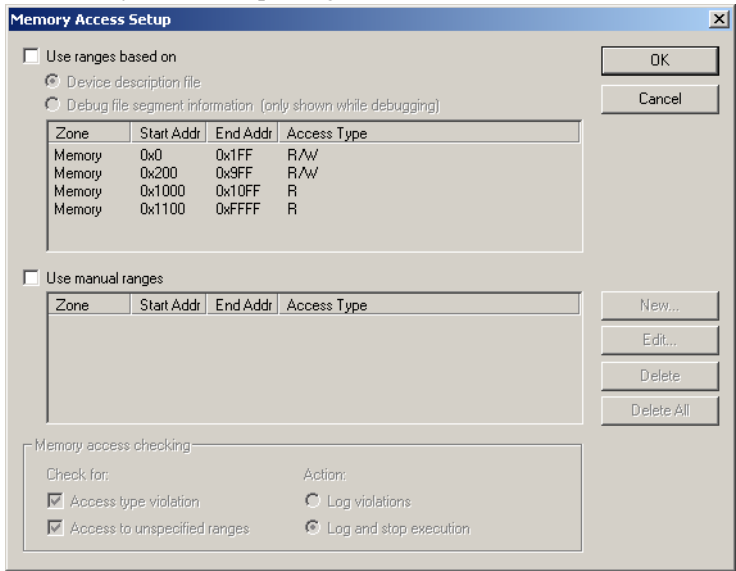 Memory Access Setup
Use ranges based on
OK
Device description file
Debug file segment information (only shown while debugging)
Cancel
Zone Start Addr End Addr Access Type
Memory 0x0 0x1FF R/W
Memory 0x200 0x9FF R/W
Memory 0x1000 0x10FF R
Memory 0x1100 0xFFFF R
Use manual ranges
Zone Start Addr End Addr Access Type
New...
Edit...
Delete
Delete All
Memory access checking
Check for: Action:
Access type violation Log violations
Access to unspecified ranges Log and stop execution